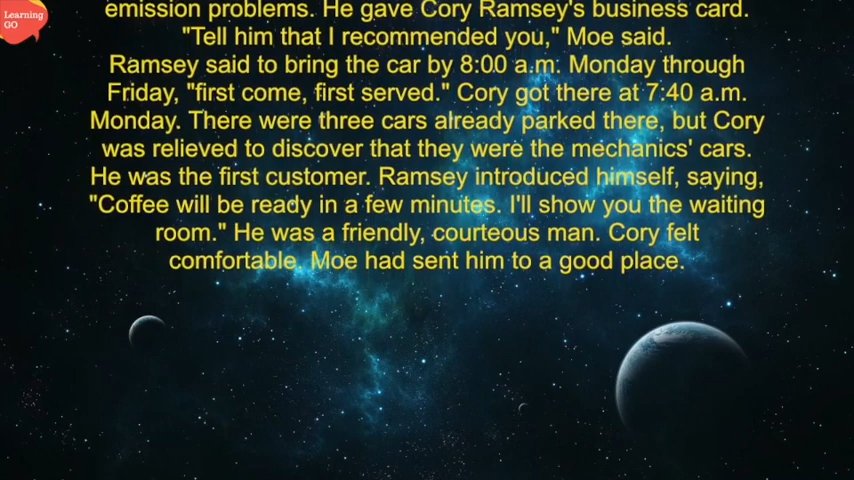 Learning
GO
emission problems. He gave Cory Ramsey's business card.
"Tell him that I recommended you," Moe said.
Ramsey said to bring the car by 8:00 a.m. Monday through
Friday, "first come, first served." Cory got there at 7:40 a.m.
Monday. There were three cars already parked there, but Cory
was relieved to discover that they were the mechanics' cars.
He was the first customer. Ramsey introduced himself, saying,
"Coffee will be ready in a few minutes. I'll show you the waiting
room." He was a friendly, courteous man. Cory felt
comfortable. Moe had sent him to a good place.